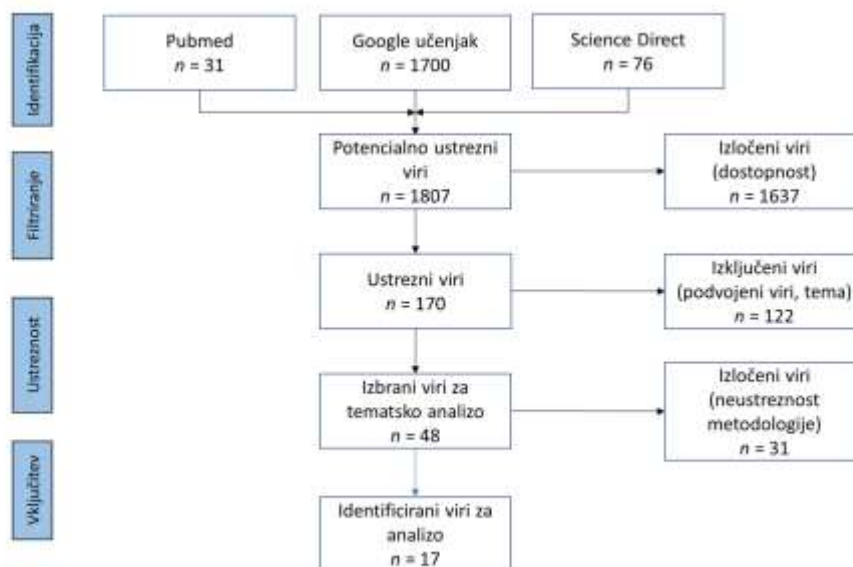 Identifikacija
Pubmed
n = 31
Google učenjak
n = 1700
Science Direct
n = 76
Filtriranje
Potencialno ustrezni
viri
n = 1807
Izločeni viri
(dostopnost)
n = 1637
Ustrezni viri
n = 170
Izključeni viri
(podvojeni viri, tema)
n = 122
Ustreznost
Izbrani viri za
tematsko analizo
n = 48
Izločeni viri
(neustreznost
metodologije)
n = 31
Vključitev
Identificirani viri za
analizo
n = 17